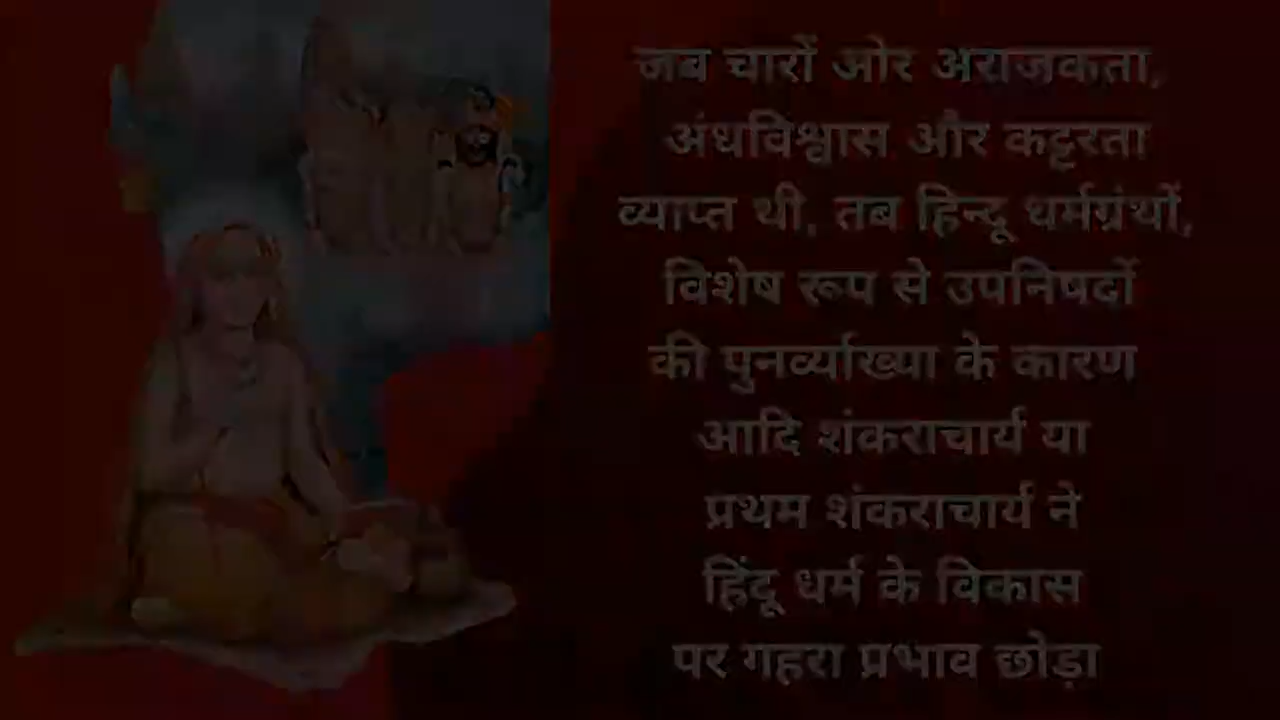 जब चारों ओर अराजकता,
अंधविश्वास और कट्टरता
व्याप्त थी, तब हिन्दू धर्मग्रंथों,
विशेष रूप से उपनिषदों
की पुनर्व्याख्या के कारण
आदि शंकराचार्य या
प्रथम शंकराचार्य ने
हिंदू धर्म के विकास
पर गहरा प्रभाव छोड़ा